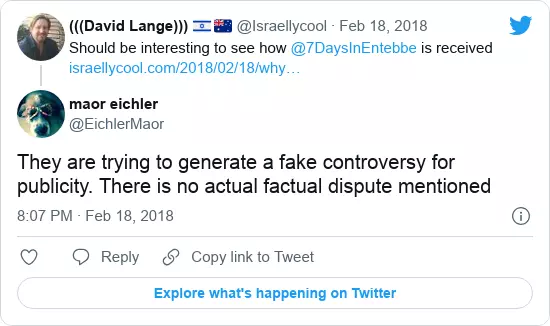 (((David Lange))) 🇮🇱 🇦🇺 @Israellycool · Feb 18, 2018
Should be interesting to see how @7DaysInEntebbe is received
israellycool.com/2018/02/18/why…
maor eichler
@EichlerMaor
They are trying to generate a fake controversy for
publicity. There is no actual factual dispute mentioned
8:07 PM · Feb 18, 2018
Reply
Copy link to Tweet
Explore what's happening on Twitter